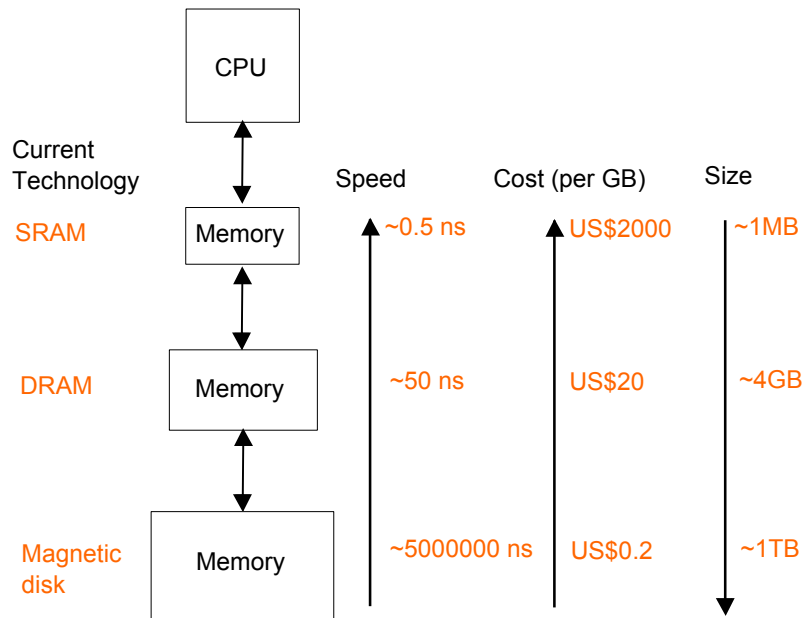 CPU
Current
Technology
Speed
Cost (per GB)
Size
SRAM
Memory
~0.5 ns
US$2000
~1MB
DRAM
Memory
~50 ns
US$20
~4GB
Magnetic
disk
Memory
~5000000 ns
US$0.2
~1TB